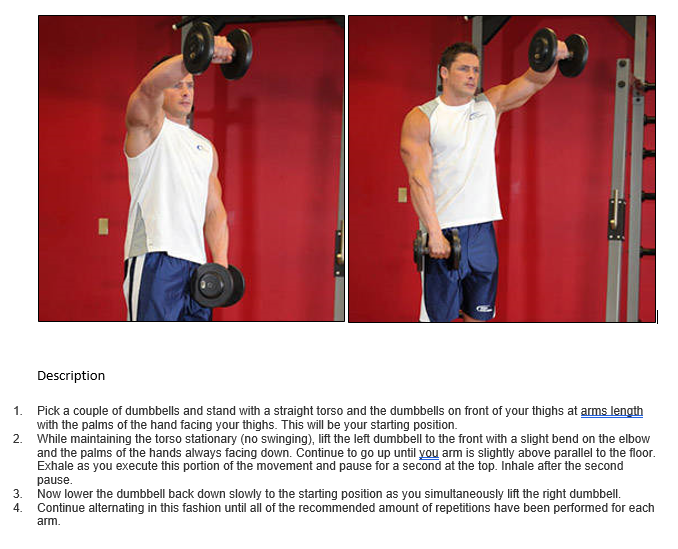 Description
1. Pick a couple of dumbbells and stand with a straight torso and the dumbbells on front of your thighs at arms length
with the palms of the hand facing your thighs. This will be your starting position.
2. While maintaining the torso stationary (no swinging), lift the left dumbbell to the front with a slight bend on the elbow
and the palms of the hands always facing down. Continue to go up until you arm is slightly above parallel to the floor.
Exhale as you execute this portion of the movement and pause for a second at the top. Inhale after the second
pause.
3. Now lower the dumbbell back down slowly to the starting position as you simultaneously lift the right dumbbell.
4. Continue alternating in this fashion until all of the recommended amount of repetitions have been performed for each
arm.